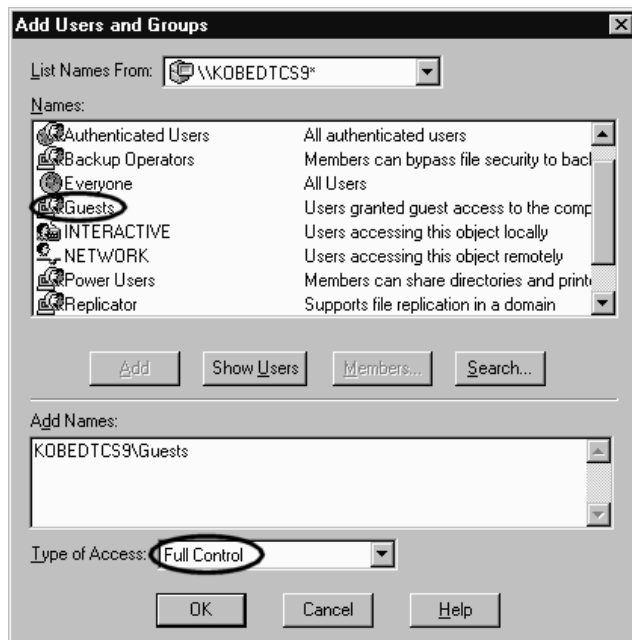 Add Users and Groups
List Names From: \\KOBEDTCS9*
Names:
Authenticated Users All authenticated users
Backup Operators Members can bypass file security to bac
Everyone All Users
Guests Users granted guest access to the comp
INTERACTIVE Users accessing this object locally
NETWORK Users accessing this object remotely
Power Users Members can share directories and print
Replicator Supports file replication in a domain
Add Show Users Members... Search...
Add Names:
KOBEDTCS9\Guests
Type of Access: Full Control
OK Cancel Help